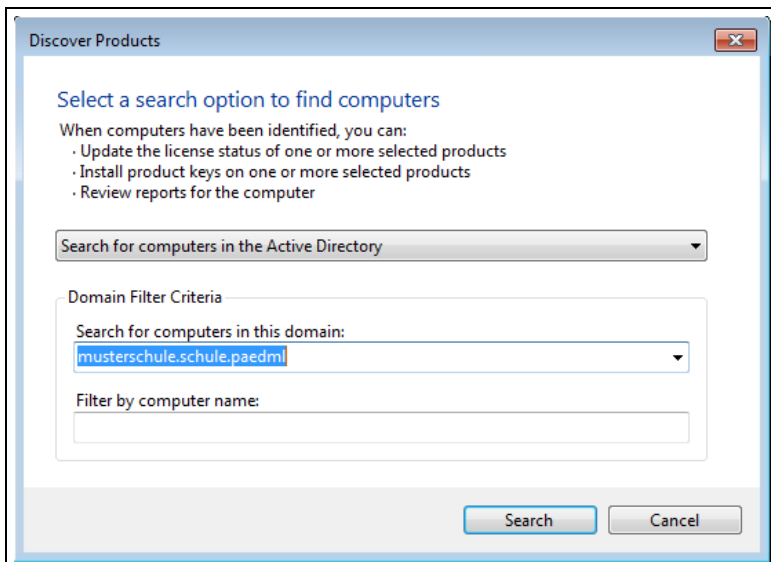 Discover Products
Select a search option to find computers
When computers have been identified, you can:
· Update the license status of one or more selected products
· Install product keys on one or more selected products
· Review reports for the computer
Search for computers in the Active Directory
Domain Filter Criteria
Search for computers in this domain:
musterschule.schule.paedml
Filter by computer name:
Search Cancel